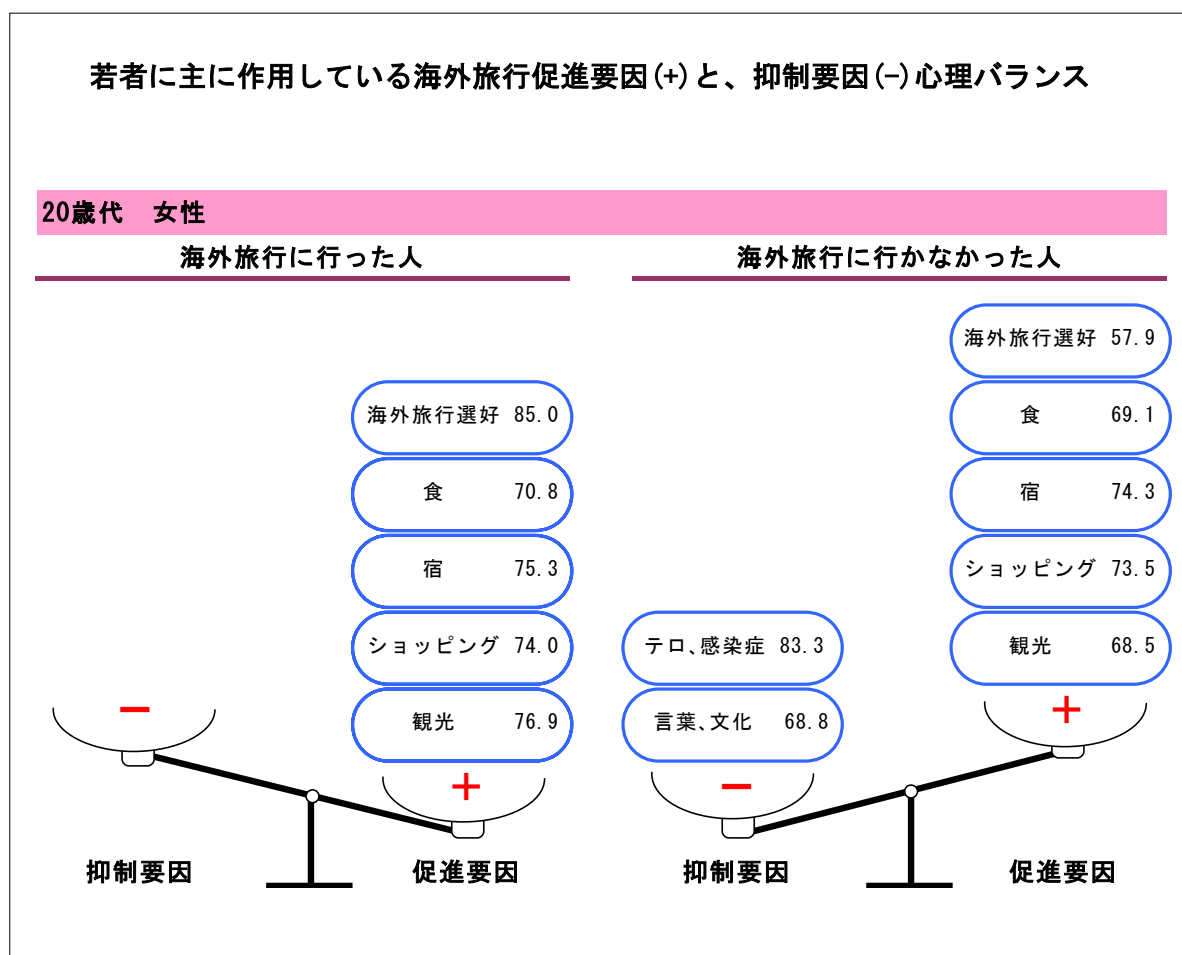 若者に主に作用している海外旅行促進要因(+)と、抑制要因(−)心理バランス
20歳代　女性
海外旅行に行った人
海外旅行選好 85.0
食 70.8
宿 75.3
ショッピング 74.0
観光 76.9
−
+
抑制要因
促進要因
海外旅行に行かなかった人
海外旅行選好 57.9
食 69.1
宿 74.3
ショッピング 73.5
観光 68.5
テロ、感染症 83.3
言葉、文化 68.8
−
+
抑制要因
促進要因